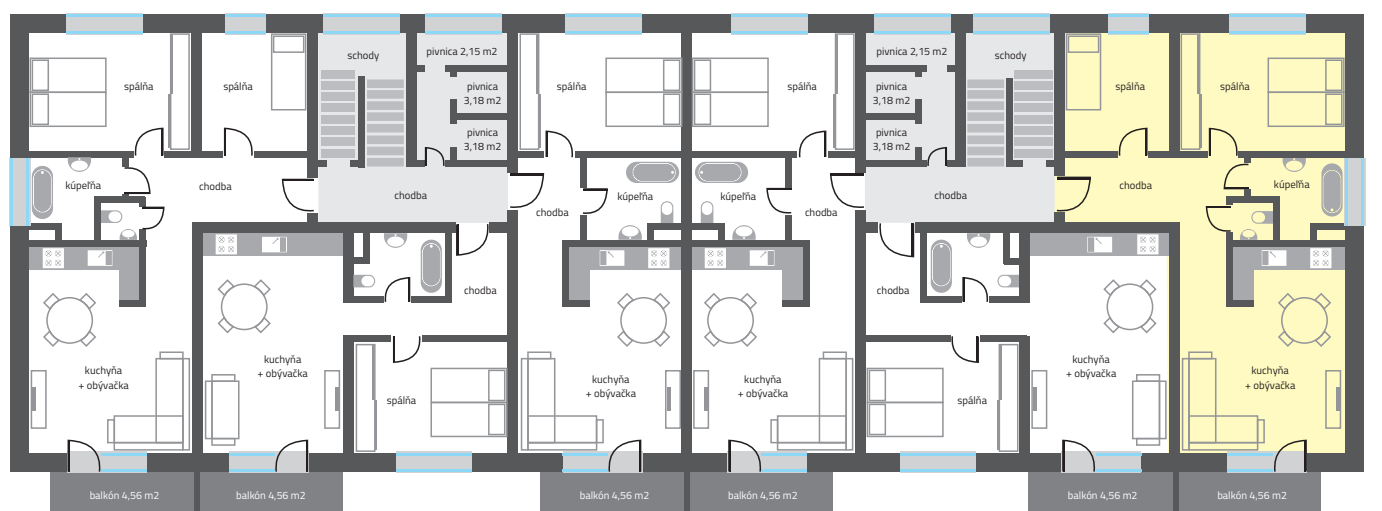 schody
pivnica 2,15 m2
pivnica 2,15 m2
schody
spálňa
spálňa
pivnica
3,18 m2
spálňa
spálňa
pivnica
3,18 m2
spálňa
spálňa
pivnica
3,18 m2
pivnica
3,18 m2
kúpeľňa
chodba
chodba
kúpeľňa
chodba
kúpeľňa
chodba
chodba
chodba
kúpeľňa
chodba
chodba
kuchyňa
+ obývačka
kuchyňa
+ obývačka
spálňa
kuchyňa
+ obývačka
kuchyňa
+ obývačka
spálňa
kuchyňa
+ obývačka
kuchyňa
+ obývačka
balkón 4,56 m2
balkón 4,56 m2
balkón 4,56 m2
balkón 4,56 m2
balkón 4,56 m2
balkón 4,56 m2